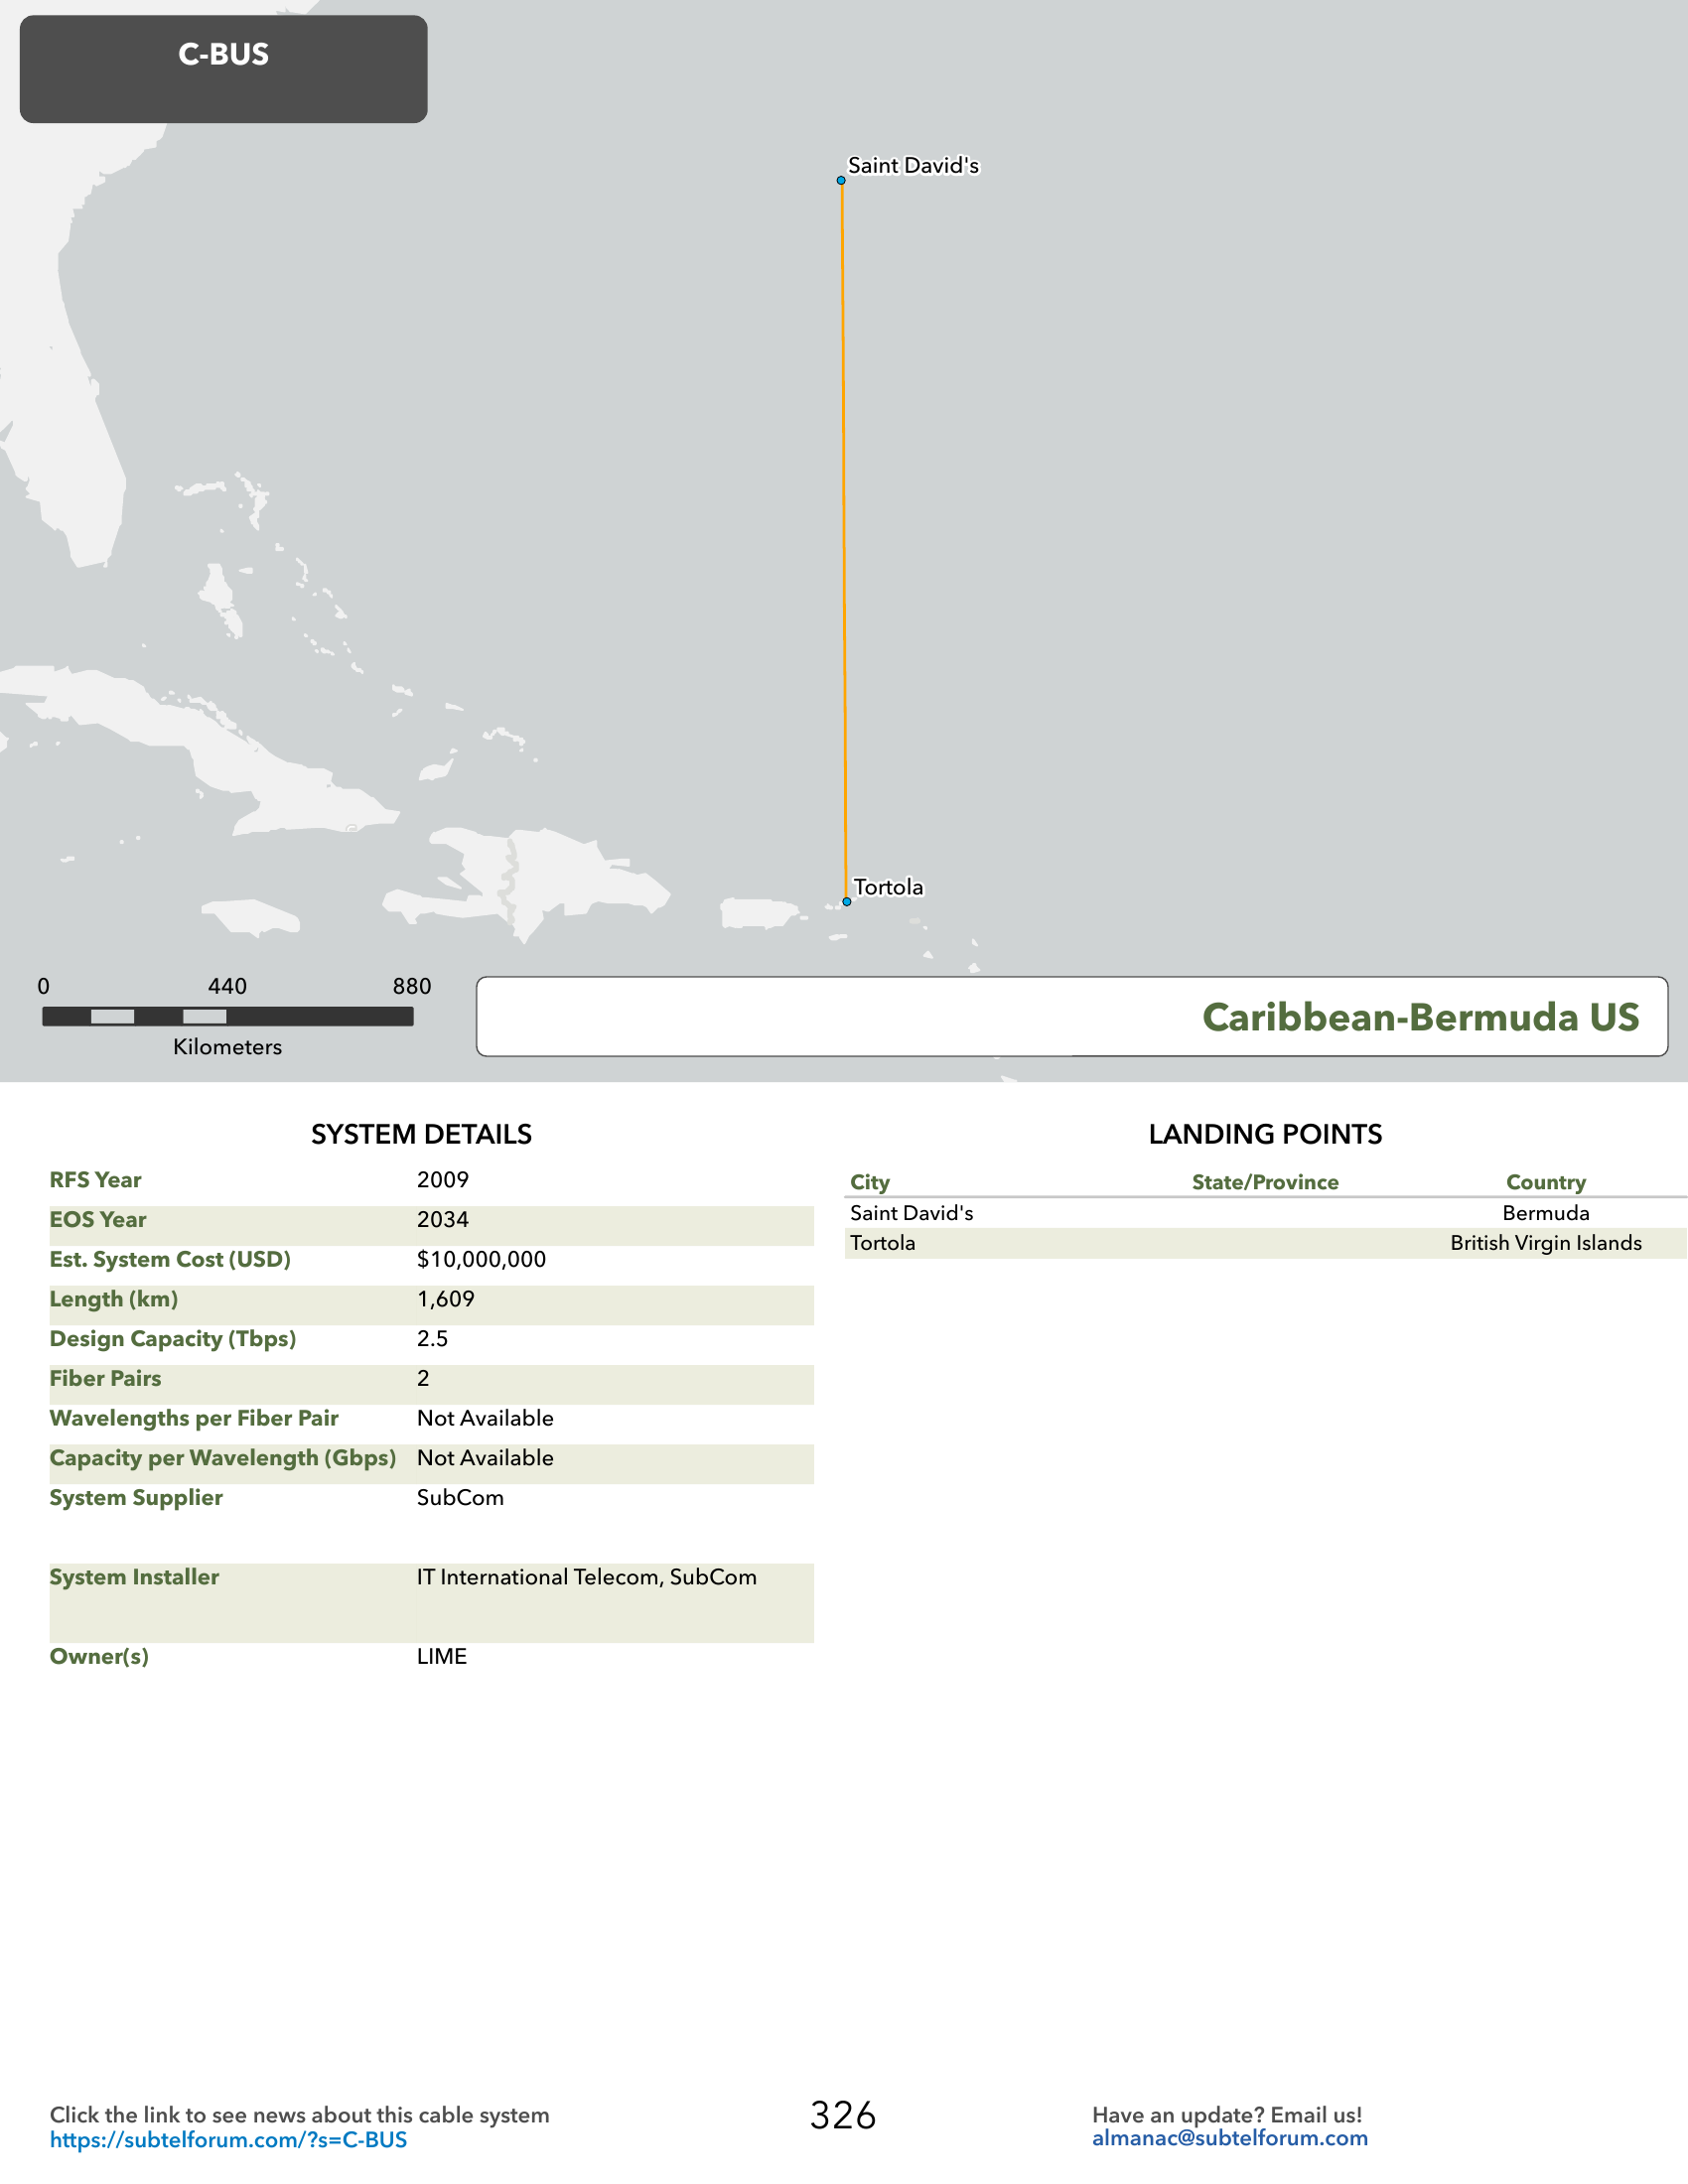 C-BUS
Saint David's
Tortola
0 440 880
Kilometers
Caribbean-Bermuda US
SYSTEM DETAILS
RFS Year 2009
EOS Year 2034
Est. System Cost (USD) $10,000,000
Length (km) 1,609
Design Capacity (Tbps) 2.5
Fiber Pairs 2
Wavelengths per Fiber Pair Not Available
Capacity per Wavelength (Gbps) Not Available
System Supplier SubCom
System Installer IT International Telecom, SubCom
Owner(s) LIME
LANDING POINTS
City State/Province Country
Saint David's Bermuda
Tortola British Virgin Islands
Click the link to see news about this cable system
https://subtelforum.com/?s=C-BUS
326
Have an update? Email us!
almanac@subtelforum.com